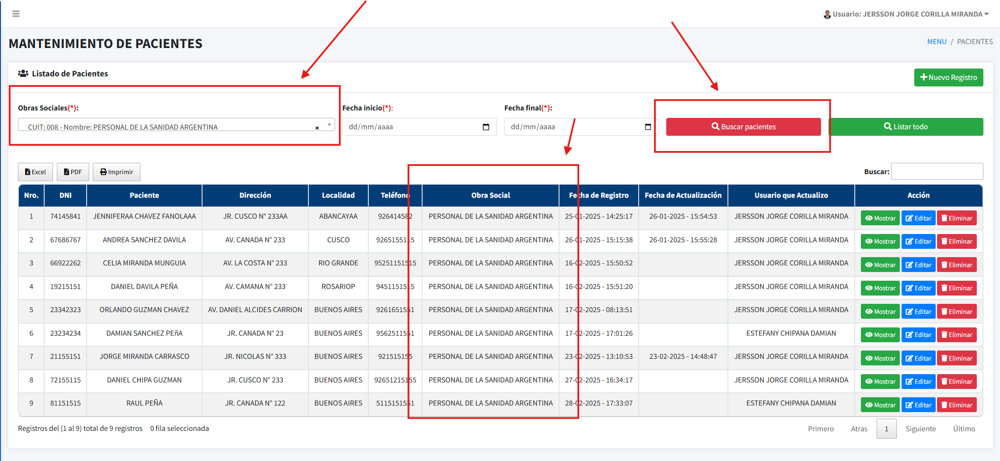 Usuario: JERSSON JORGE CORILLA MIRANDA
MANTENIMIENTO DE PACIENTES
MENU / PACIENTES
Listado de Pacientes
Nuevo Registro
Obras Sociales(*): Fecha inicio(*): Fecha final(*):
CUIT: 008 - Nombre: PERSONAL DE LA SANIDAD ARGENTINA × dd/mm/aaaa dd/mm/aaaa Buscar pacientes Listar todo
Excel PDF Imprimir Buscar:
Nro. DNI Paciente Dirección Localidad Teléfono Obra Social Fecha de Registro Fecha de Actualización Usuario que Actualizo Acción
1 74145841 JENNIFERAA CHAVEZ FANOLAAA JR. CUSCO N° 233AA ABANCAYAA 926414582 PERSONAL DE LA SANIDAD ARGENTINA 25-01-2025 - 14:25:17 26-01-2025 - 15:54:53 JERSSON JORGE CORILLA MIRANDA Mostrar Editar Eliminar
2 67686767 ANDREA SANCHEZ DAVILA AV. CANADA N° 233 CUSCO 9265155115 PERSONAL DE LA SANIDAD ARGENTINA 26-01-2025 - 15:15:38 26-01-2025 - 15:55:28 JERSSON JORGE CORILLA MIRANDA Mostrar Editar Eliminar
3 66922262 CELIA MIRANDA MUNGUIA AV. LA COSTA N° 233 RIO GRANDE 95251151515 PERSONAL DE LA SANIDAD ARGENTINA 16-02-2025 - 15:50:52 JERSSON JORGE CORILLA MIRANDA Mostrar Editar Eliminar
4 19215151 DANIEL DAVILA PEÑA AV. CAMANA N° 233 ROSARIOP 9451151515 PERSONAL DE LA SANIDAD ARGENTINA 16-02-2025 - 15:51:20 JERSSON JORGE CORILLA MIRANDA Mostrar Editar Eliminar
5 23342323 ORLANDO GUZMAN CHAVEZ AV. DANIEL ALCIDES CARRION BUENOS AIRES 9261651551 PERSONAL DE LA SANIDAD ARGENTINA 17-02-2025 - 08:13:51 JERSSON JORGE CORILLA MIRANDA Mostrar Editar Eliminar
6 23234234 DAMIAN SANCHEZ PEñA JR. CANADA N° 23 BUENOS AIRES 9562511551 PERSONAL DE LA SANIDAD ARGENTINA 17-02-2025 - 17:01:26 ESTEFANY CHIPANA DAMIAN Mostrar Editar Eliminar
7 21155151 JORGE MIRANDA CARRASCO JR. NICOLAS N° 333 BUENOS AIRES 921515155 PERSONAL DE LA SANIDAD ARGENTINA 23-02-2025 - 13:10:53 23-02-2025 - 14:48:47 JERSSON JORGE CORILLA MIRANDA Mostrar Editar Eliminar
8 72155115 DANIEL CHIPA GUZMAN JR. CUSCO N° 233 BUENOS AIRES 92651215155 PERSONAL DE LA SANIDAD ARGENTINA 27-02-2025 - 16:34:17 JERSSON JORGE CORILLA MIRANDA Mostrar Editar Eliminar
9 81151515 RAUL PEÑA JR. CANADA N° 122 BUENOS AIRES 5115151551 PERSONAL DE LA SANIDAD ARGENTINA 28-02-2025 - 17:33:07 ESTEFANY CHIPANA DAMIAN Mostrar Editar Eliminar
Registros del (1 al 9) total de 9 registros 0 fila seleccionada Primero Atras 1 Siguiente Último